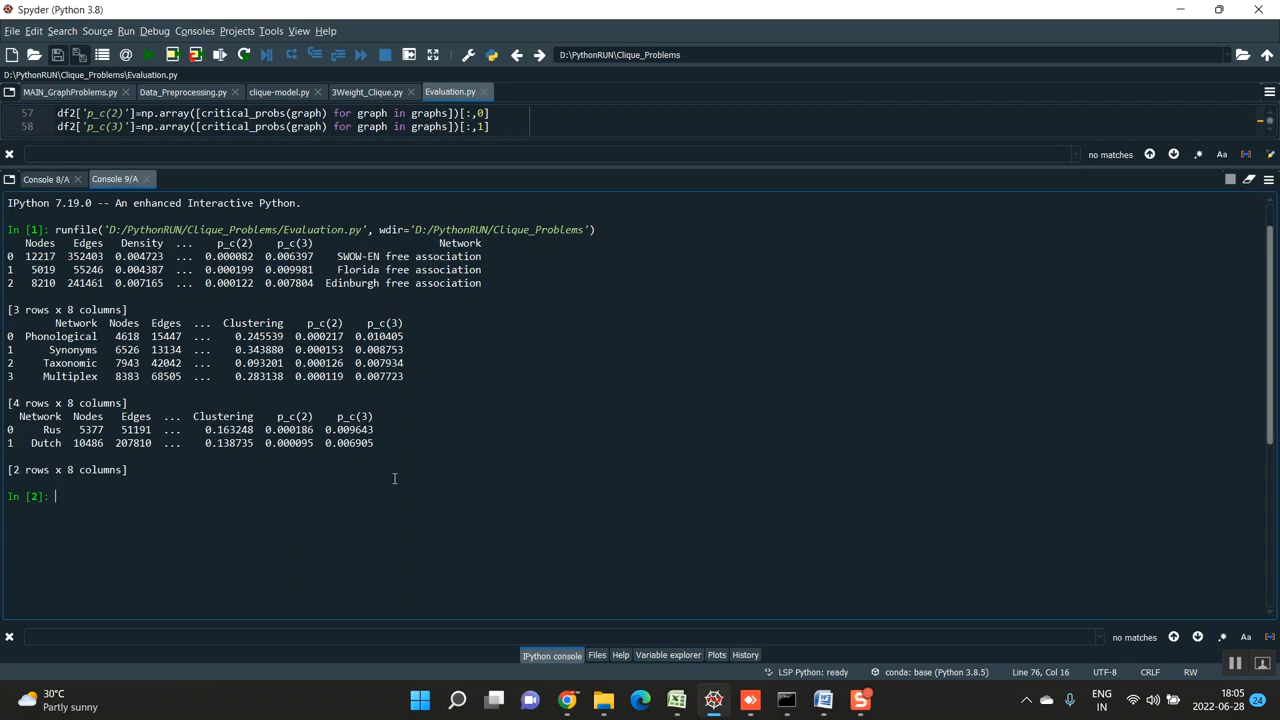 Spyder (Python 3.8)
File Edit Search Source Run Debug Consoles Projects Tools View Help
D:\PythonRUN\Clique_Problems
D:\PythonRUN\Clique_Problems\Evaluation.py
MAIN_GraphProblems.py Data_Preprocessing.py clique-model.py 3Weight_Clique.py Evaluation.py
57 df2['p_c(2)']=np.array([critical_probs(graph) for graph in graphs])[:,0]
58 df2['p_c(3)']=np.array([critical_probs(graph) for graph in graphs])[:,1]
no matches Aa
Console 8/A Console 9/A
IPython 7.19.0 -- An enhanced Interactive Python.
In [1]: runfile('D:/PythonRUN/Clique_Problems/Evaluation.py', wdir='D:/PythonRUN/Clique_Problems')
Nodes Edges Density ... p_c(2) p_c(3) Network
0 12217 352403 0.004723 ... 0.000082 0.006397 SWOW-EN free association
1 5019 55246 0.004387 ... 0.000199 0.009981 Florida free association
2 8210 241461 0.007165 ... 0.000122 0.007804 Edinburgh free association
[3 rows x 8 columns]
Network Nodes Edges ... Clustering p_c(2) p_c(3)
0 Phonological 4618 15447 ... 0.245539 0.000217 0.010405
1 Synonyms 6526 13134 ... 0.343880 0.000153 0.008753
2 Taxonomic 7943 42042 ... 0.093201 0.000126 0.007934
3 Multiplex 8383 68505 ... 0.283138 0.000119 0.007723
[4 rows x 8 columns]
Network Nodes Edges ... Clustering p_c(2) p_c(3)
0 Rus 5377 51191 ... 0.163248 0.000186 0.009643
1 Dutch 10486 207810 ... 0.138735 0.000095 0.006905
[2 rows x 8 columns]
In [2]:
no matches Aa
IPython console Files Help Variable explorer Plots History
LSP Python: ready conda: base (Python 3.8.5) Line 76, Col 16 UTF-8 CRLF RW
30°C
Partly sunny
ENG
IN
18:05
2022-06-28
24